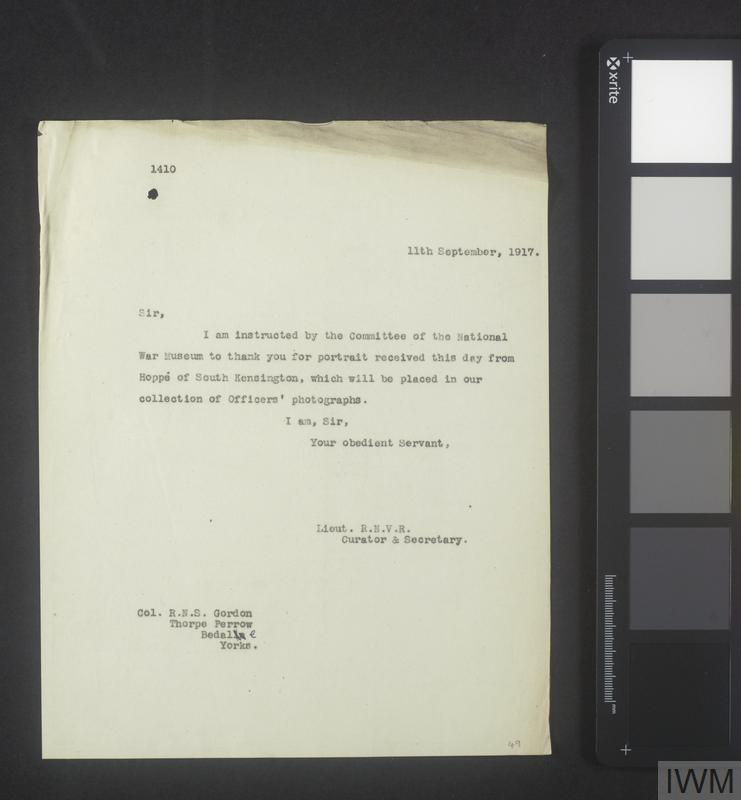 1410
11th September, 1917.
Sir,
I am instructed by the Committee of the National
War Museum to thank you for portrait received this day from
Hoppé of South Kensington, which will be placed in our
collection of Officers' photographs.
I am, Sir,
Your obedient Servant,
Lieut. R.N.V.R.
Curator & Secretary.
Col. R.N.S. Gordon
Thorpe Perrow
Bedale
Yorks.
49
x-rite
mm
IWM